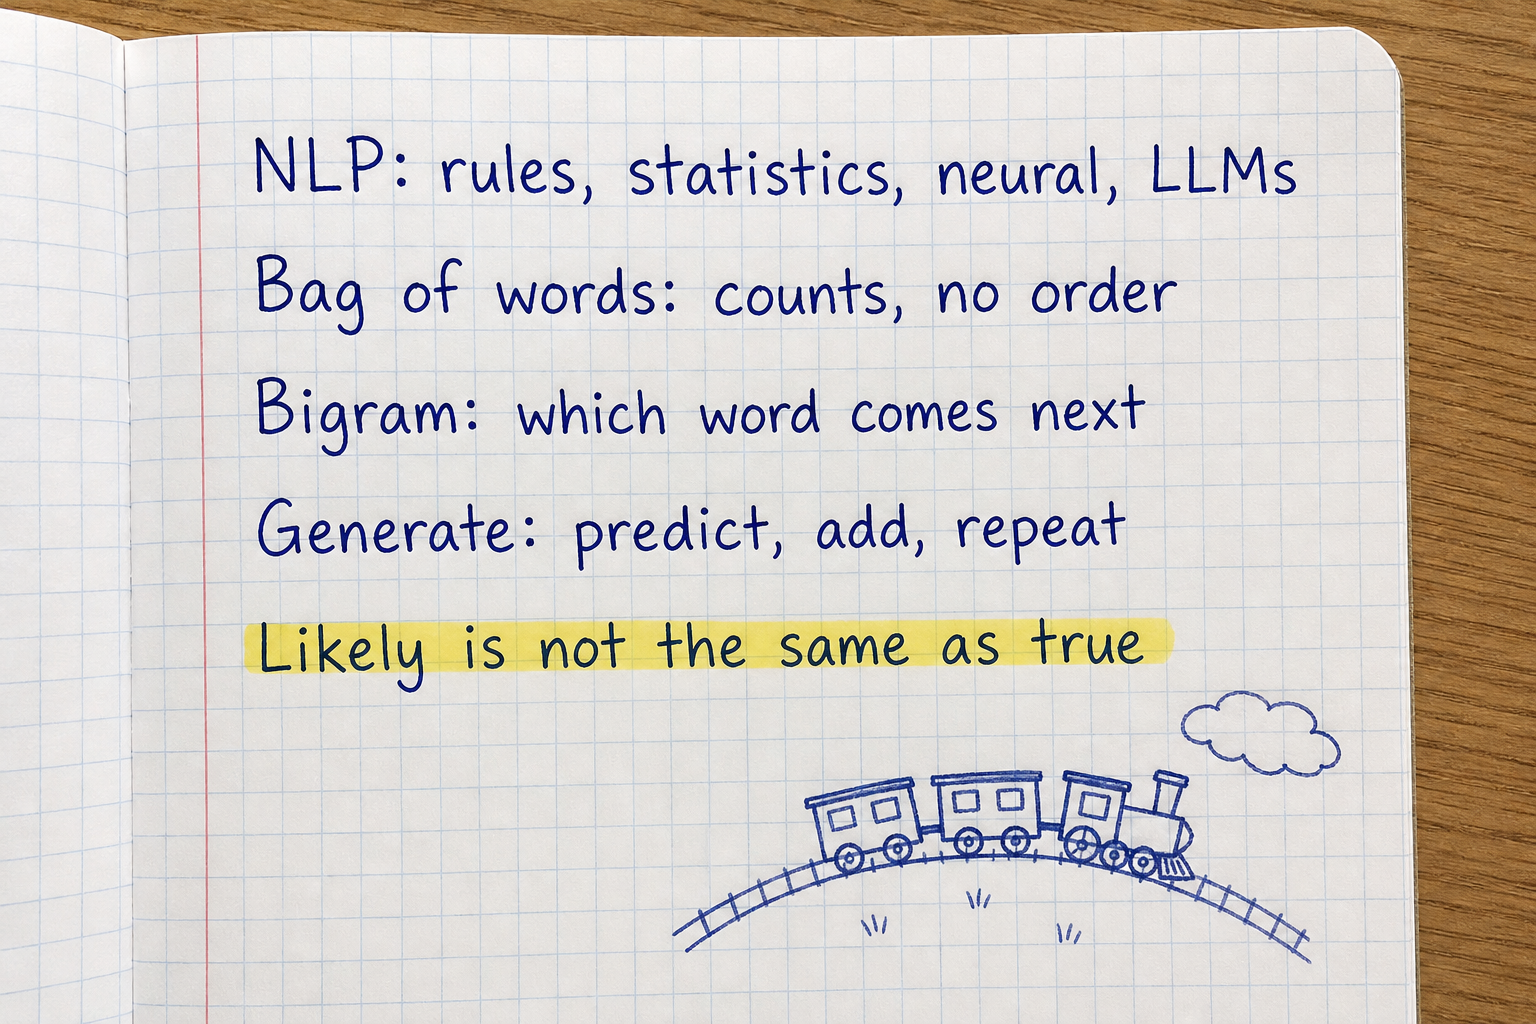 NLP: rules, statistics, neural, LLMs
Bag of words: counts, no order
Bigram: which word comes next
Generate: predict, add, repeat
Likely is not the same as true